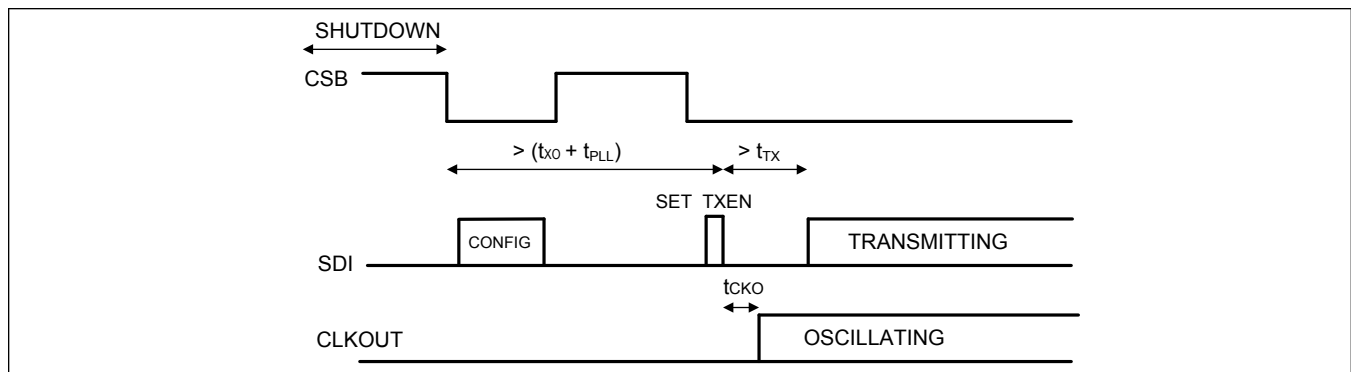 SHUTDOWN
CSB
> (tXO + tPLL)
> tTX
SET TXEN
CONFIG
TRANSMITTING
SDI
tCKO
CLKOUT
OSCILLATING